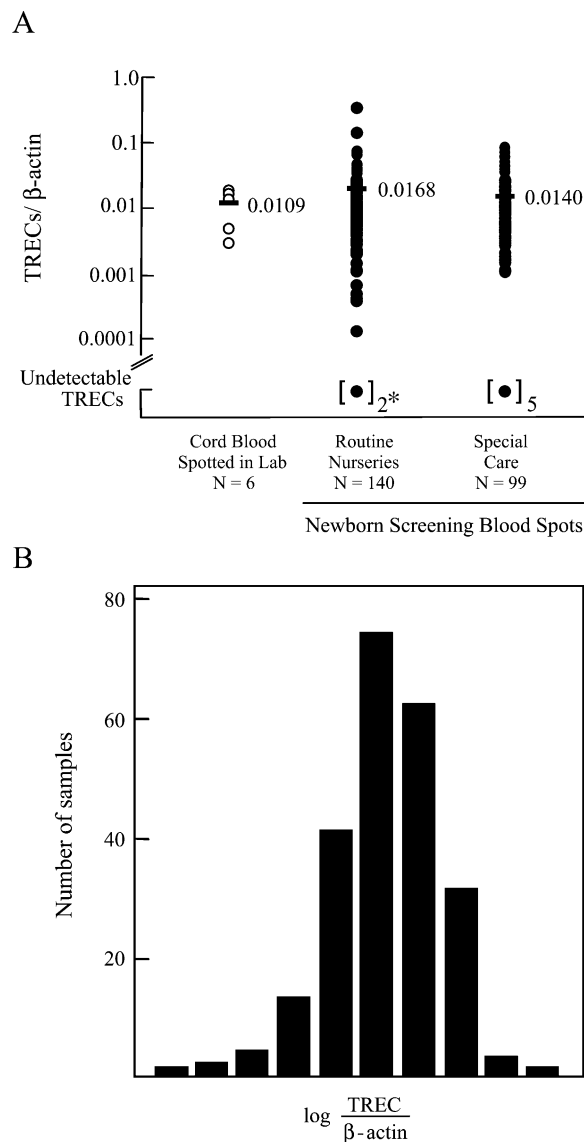 A
TRECs/ β-actin
1.0
0.1
0.01
0.001
0.0001
0.0109
0.0168
0.0140
Undetectable
TRECs
[●]2*
[●]5
Cord Blood
Spotted in Lab
N = 6
Routine
Nurseries
N = 140
Special
Care
N = 99
Newborn Screening Blood Spots
B
Number of samples
80
60
40
20
log TREC
β-actin